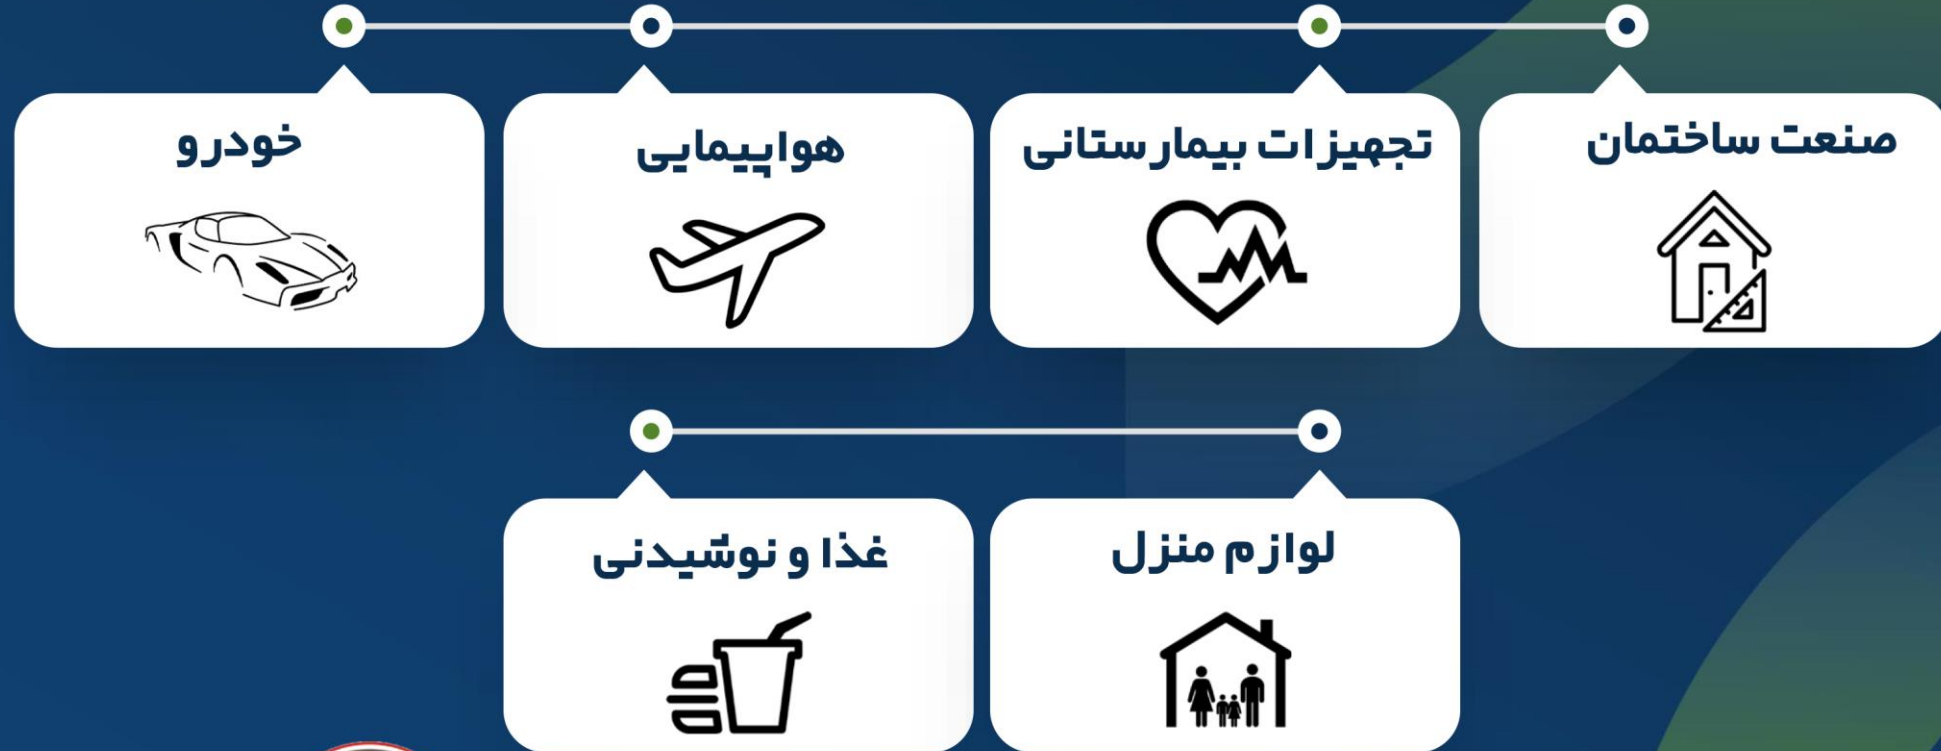 صنعت ساختمان
تجهیزات بیمارستانی
هواپیمایی
خودرو
لوازم منزل
غذا و نوشیدنی